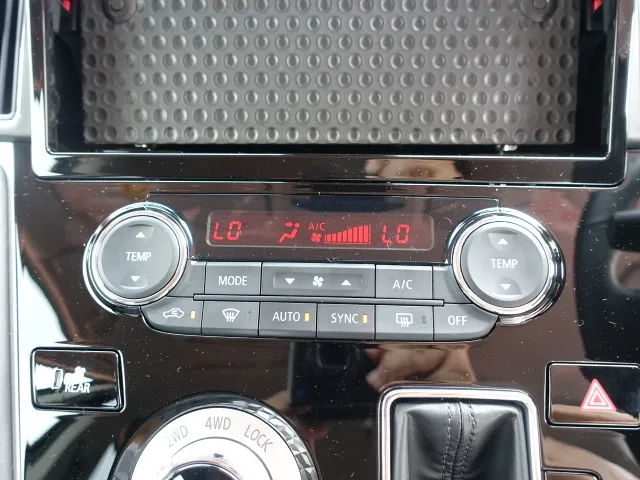 LO A/C LO
TEMP
TEMP
MODE
A/C
AUTO
SYNC
OFF
REAR
2WD 4WD LOCK